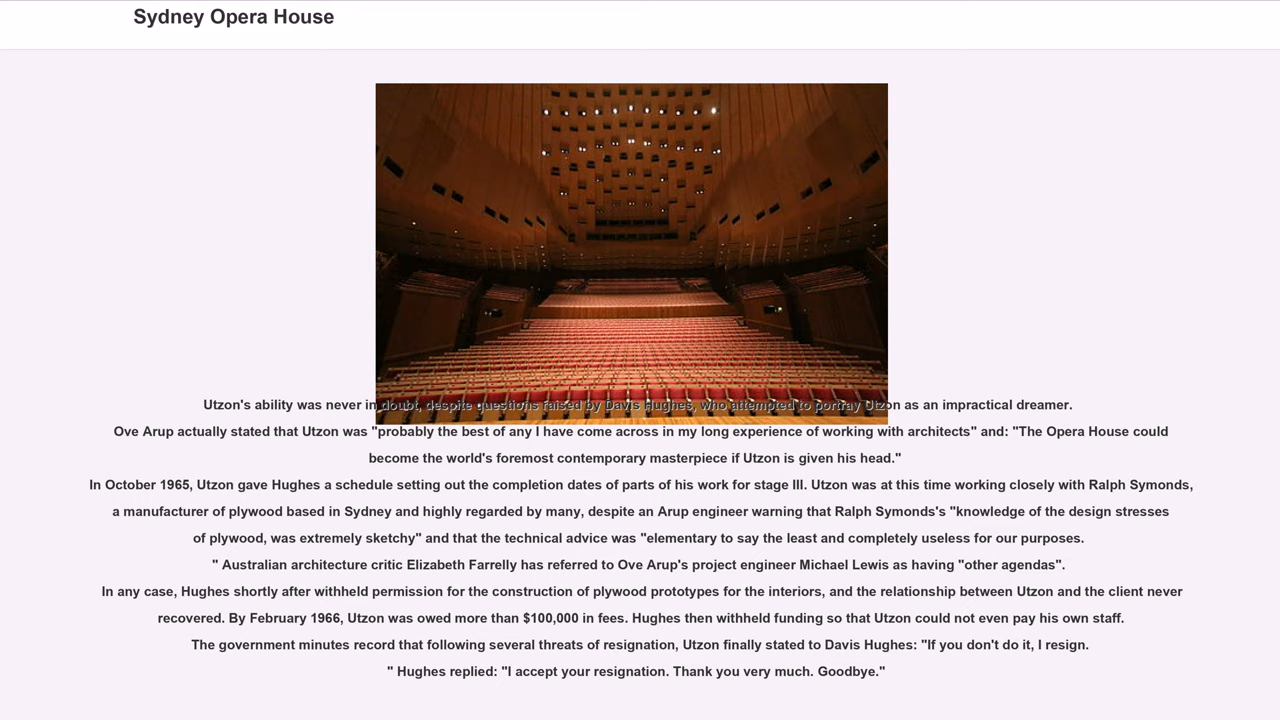 Sydney Opera House
Utzon's ability was never in doubt, despite questions raised by Davis Hughes, who attempted to portray Utzon as an impractical dreamer.
Ove Arup actually stated that Utzon was "probably the best of any I have come across in my long experience of working with architects" and: "The Opera House could
become the world's foremost contemporary masterpiece if Utzon is given his head."
In October 1965, Utzon gave Hughes a schedule setting out the completion dates of parts of his work for stage III. Utzon was at this time working closely with Ralph Symonds,
a manufacturer of plywood based in Sydney and highly regarded by many, despite an Arup engineer warning that Ralph Symonds's "knowledge of the design stresses
of plywood, was extremely sketchy" and that the technical advice was "elementary to say the least and completely useless for our purposes.
" Australian architecture critic Elizabeth Farrelly has referred to Ove Arup's project engineer Michael Lewis as having "other agendas".
In any case, Hughes shortly after withheld permission for the construction of plywood prototypes for the interiors, and the relationship between Utzon and the client never
recovered. By February 1966, Utzon was owed more than $100,000 in fees. Hughes then withheld funding so that Utzon could not even pay his own staff.
The government minutes record that following several threats of resignation, Utzon finally stated to Davis Hughes: "If you don't do it, I resign.
" Hughes replied: "I accept your resignation. Thank you very much. Goodbye."